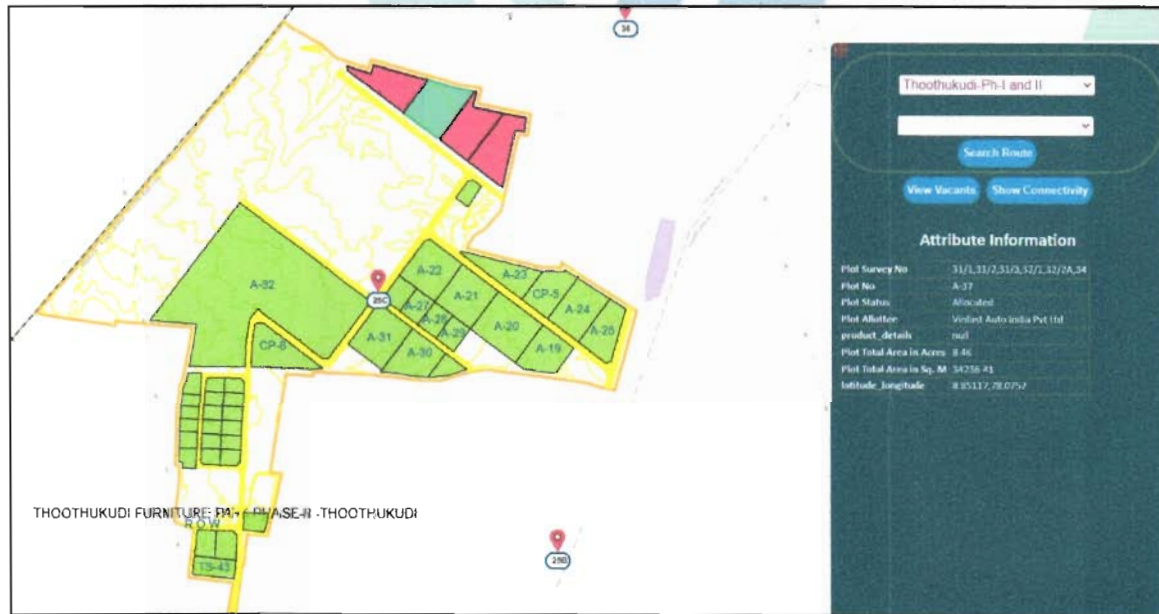 38
A-22
A-23
CP-5
A-32
A-21
A-24
25C
A-27
A-28
A-20
A-25
A-29
A-31
A-19
CP-6
A-30
THOOTHUKUDI FURNITURE PHASE-II -THOOTHUKUDI
ROW
TS-43
Thoothukudi-Ph-I and II
Search Route
View Vacants Show Connectivity
Attribute Information
Plot Survey No 31/1,31/2,31/3,32/1,32/2A,34
Plot No A-37
Plot Status Allocated
Plot Allottee Vinfast Auto India Pvt Ltd
product_details null
Plot Total Area in Acres 8.46
Plot Total Area in Sq. M 34236.41
latitude_longitude 8.85117,78.0757